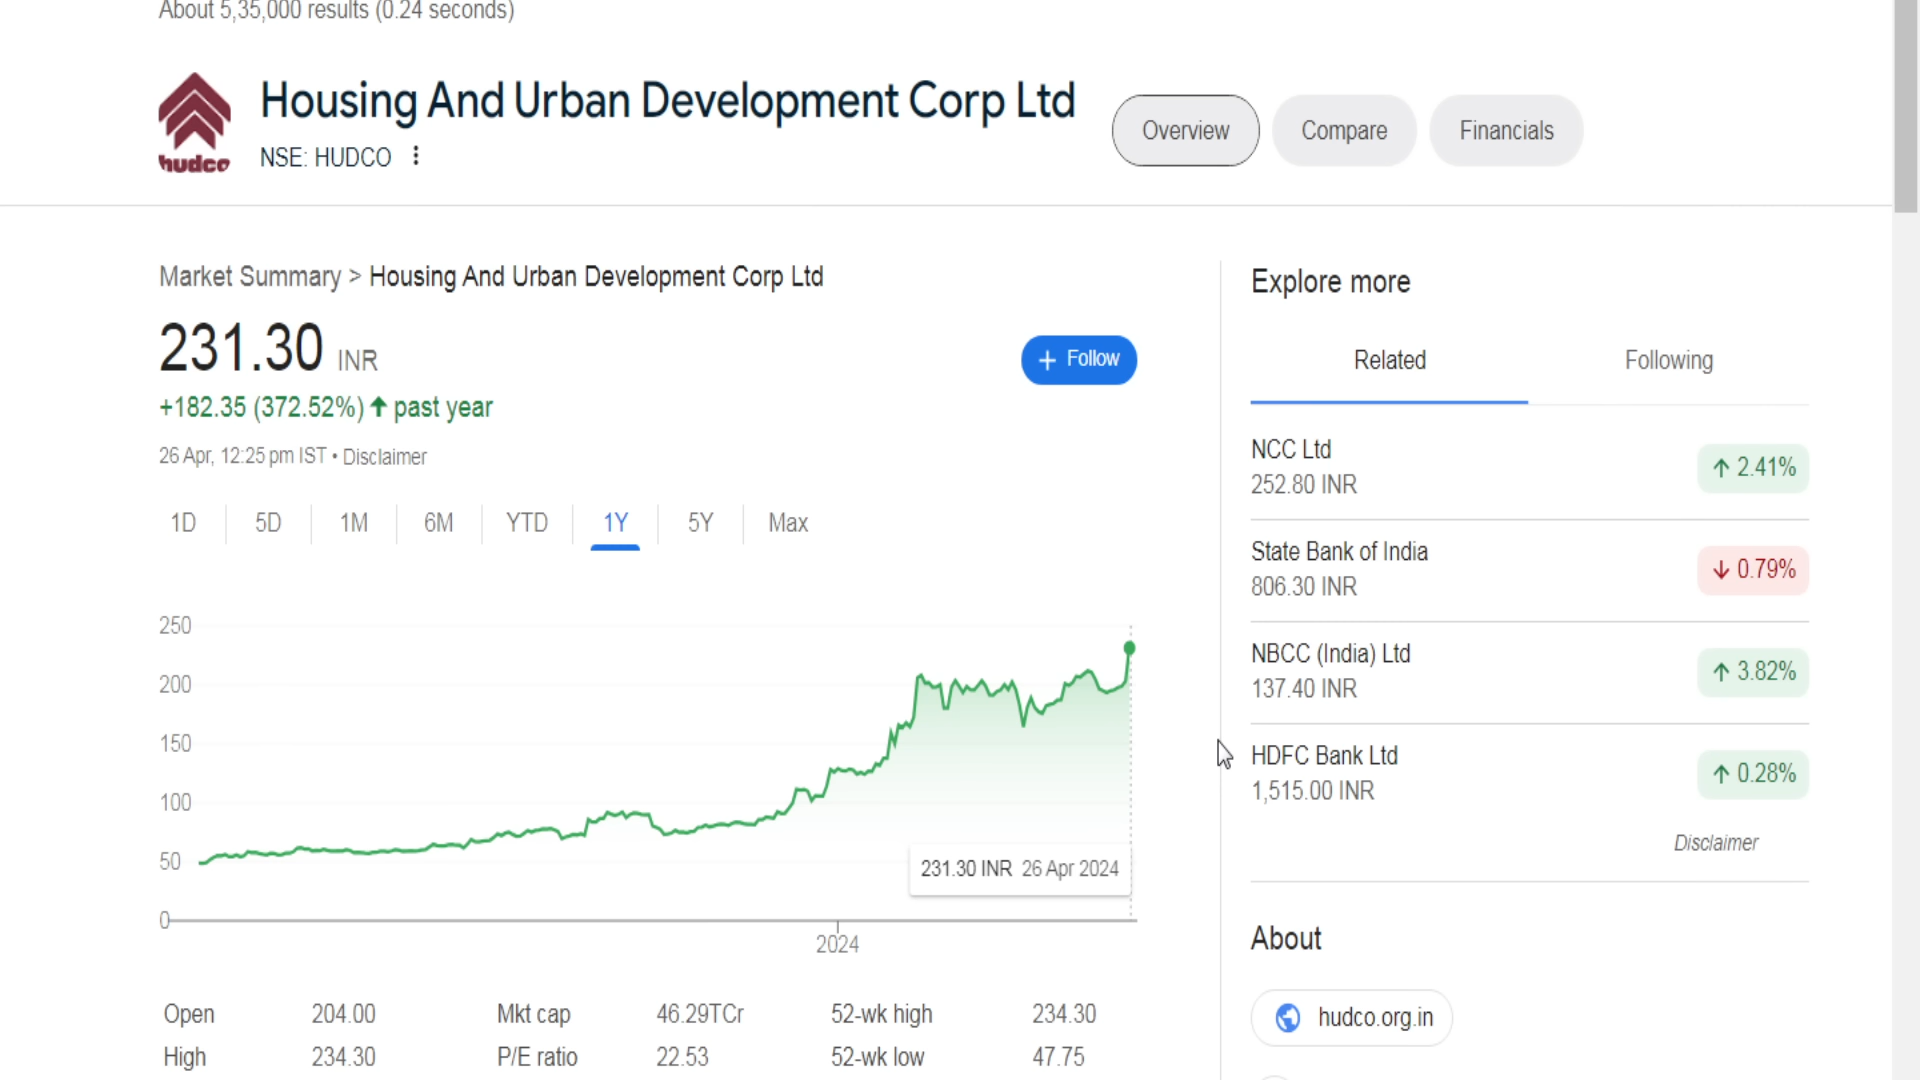 About 5,35,000 results (0.24 seconds)
hudco
Housing And Urban Development Corp Ltd
NSE: HUDCO
Overview
Compare
Financials
Market Summary > Housing And Urban Development Corp Ltd
231.30 INR
+ Follow
+182.35 (372.52%) ↑ past year
26 Apr, 12:25 pm IST • Disclaimer
1D 5D 1M 6M YTD 1Y 5Y Max
250
200
150
100
50
0
231.30 INR 26 Apr 2024
2024
Open 204.00 Mkt cap 46.29TCr 52-wk high 234.30
High 234.30 P/E ratio 22.53 52-wk low 47.75
Explore more
Related Following
NCC Ltd
252.80 INR
↑ 2.41%
State Bank of India
806.30 INR
↓ 0.79%
NBCC (India) Ltd
137.40 INR
↑ 3.82%
HDFC Bank Ltd
1,515.00 INR
↑ 0.28%
Disclaimer
About
hudco.org.in